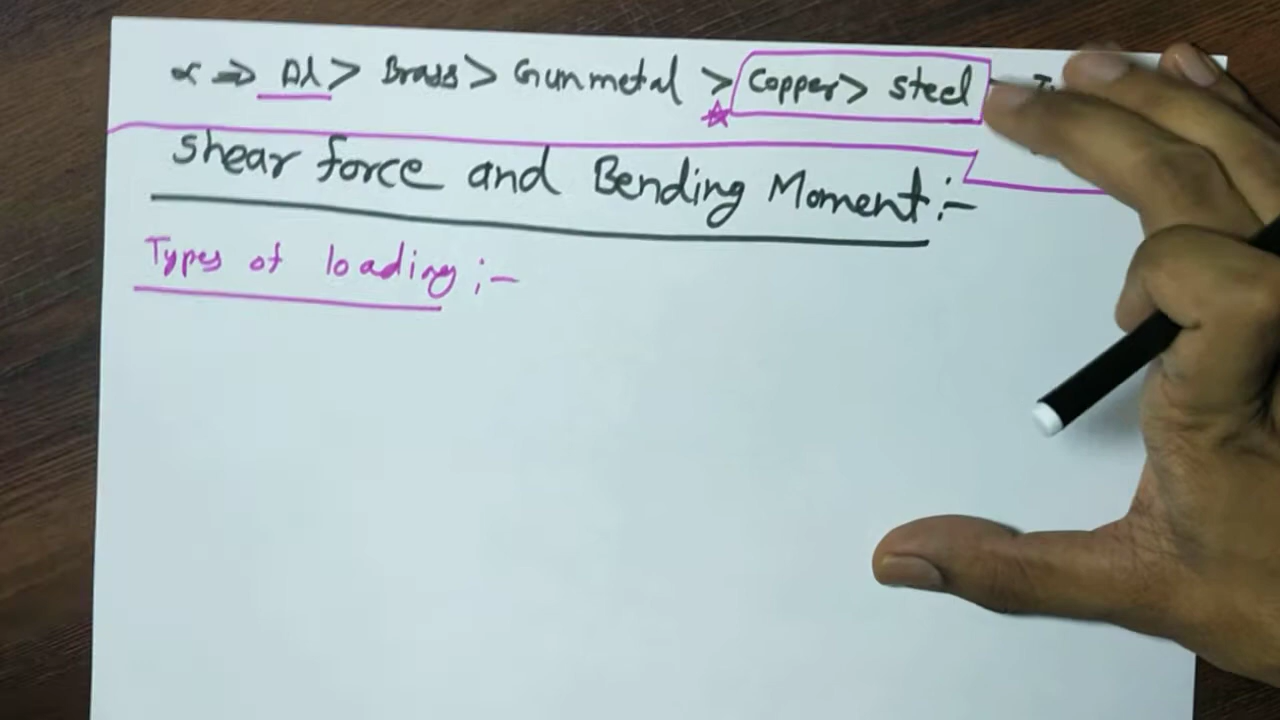 α ⇒ Al > Brass > Gunmetal > Copper > steel
Shear force and Bending Moment :-
Types of loading :-